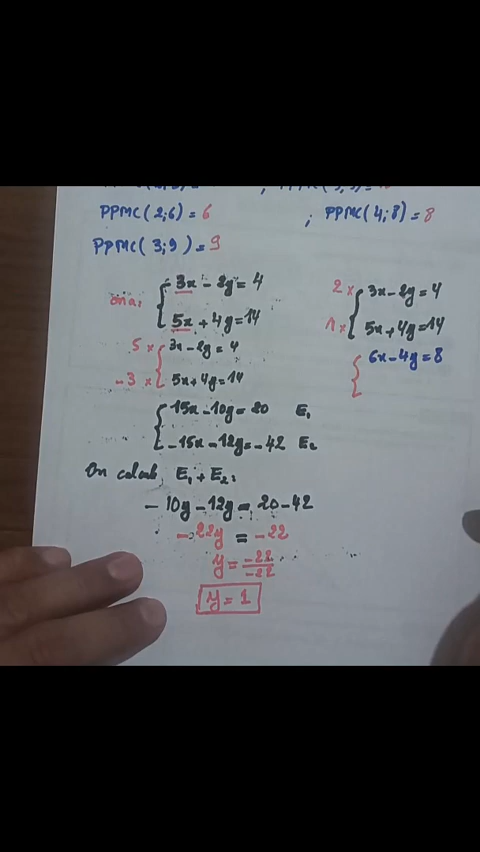 PPMC(2;6) = 6 ; PPMC(4;8) = 8
PPMC(3;9) = 9
on a: { 3x - 2y = 4
5x + 4y = 14
5 × { 3x - 2y = 4
-3 × 5x + 4y = 14
{ 15x - 10y = 20 E₁
-15x - 12y = -42 E₂
On calcule E₁ + E₂:
- 10y - 12y = 20 - 42
- 22y = -22
y = -22/-22
y = 1
2 × { 3x - 2y = 4
1 × 5x + 4y = 14
{ 6x - 4y = 8